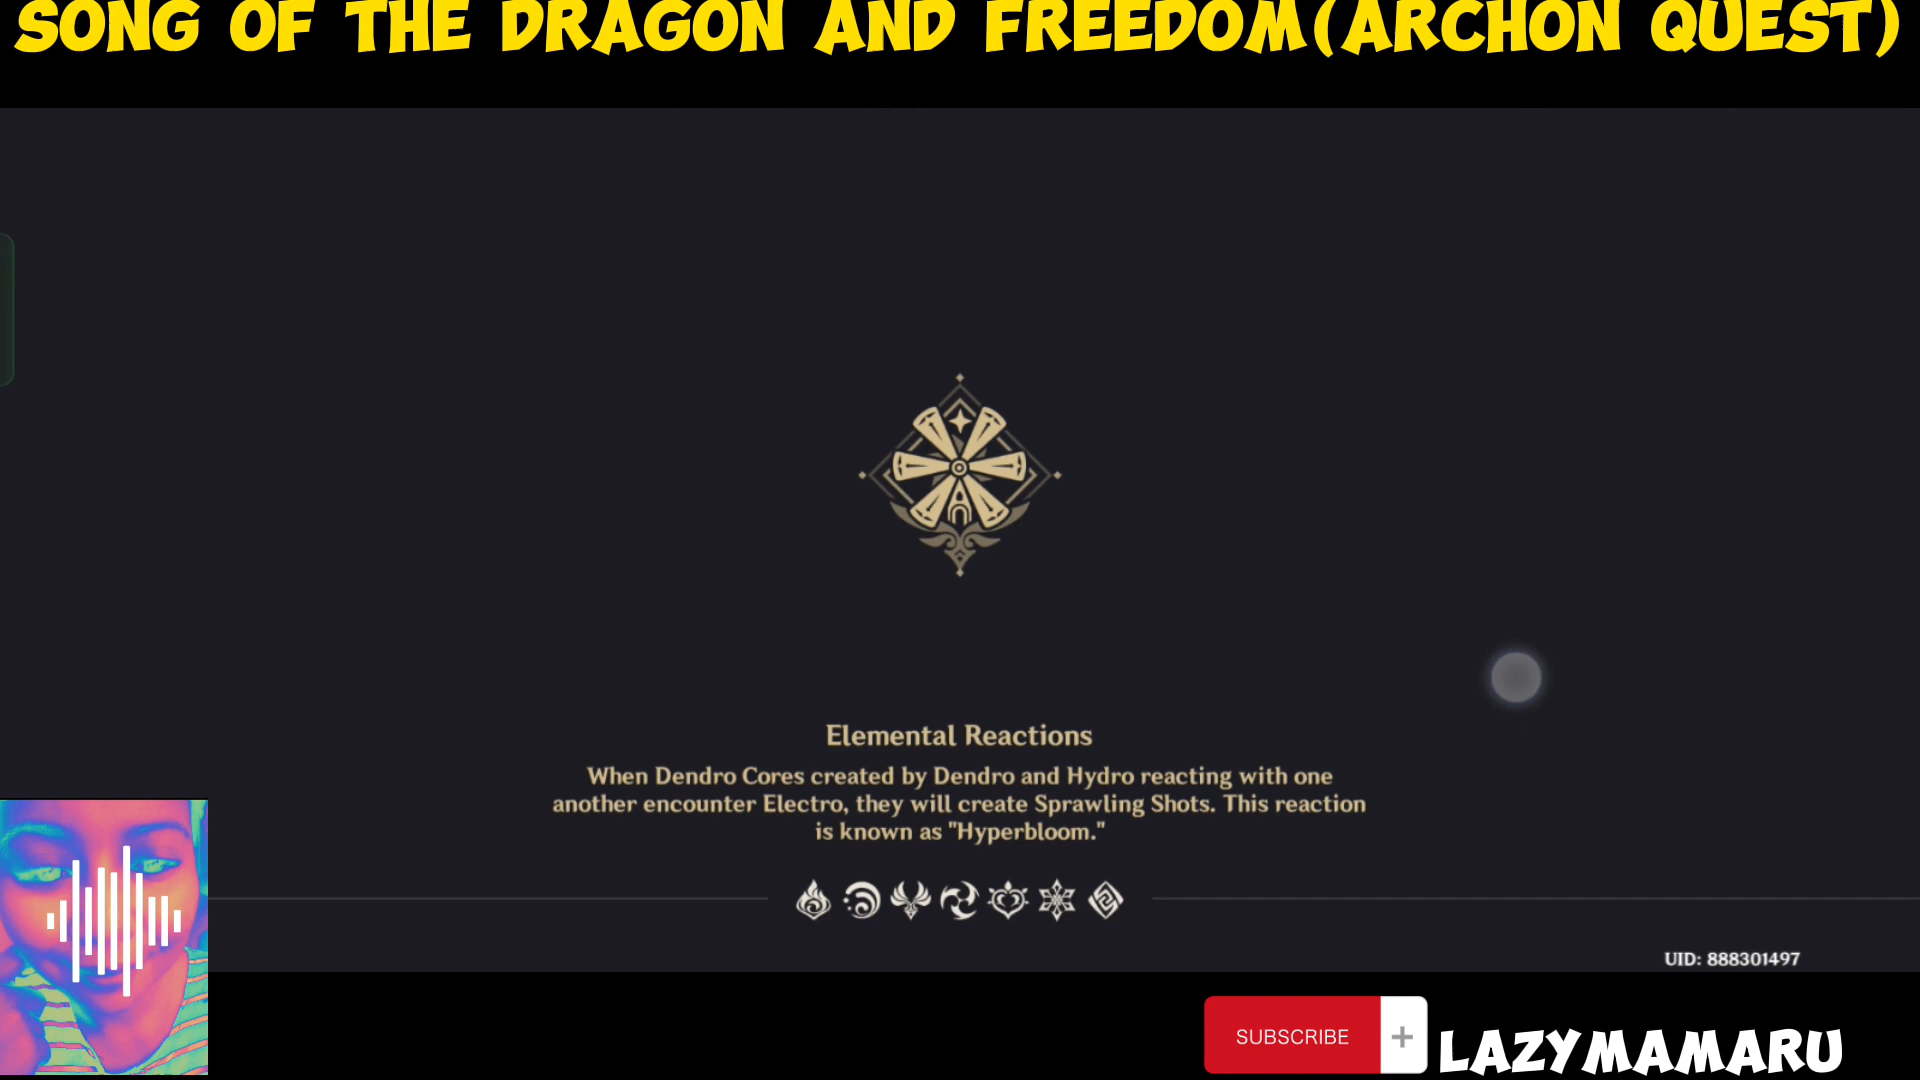 SONG OF THE DRAGON AND FREEDOM(ARCHON QUEST)
Elemental Reactions
When Dendro Cores created by Dendro and Hydro reacting with one
another encounter Electro, they will create Sprawling Shots. This reaction
is known as "Hyperbloom."
UID: 888301497
SUBSCRIBE +
LAZYMAMARU